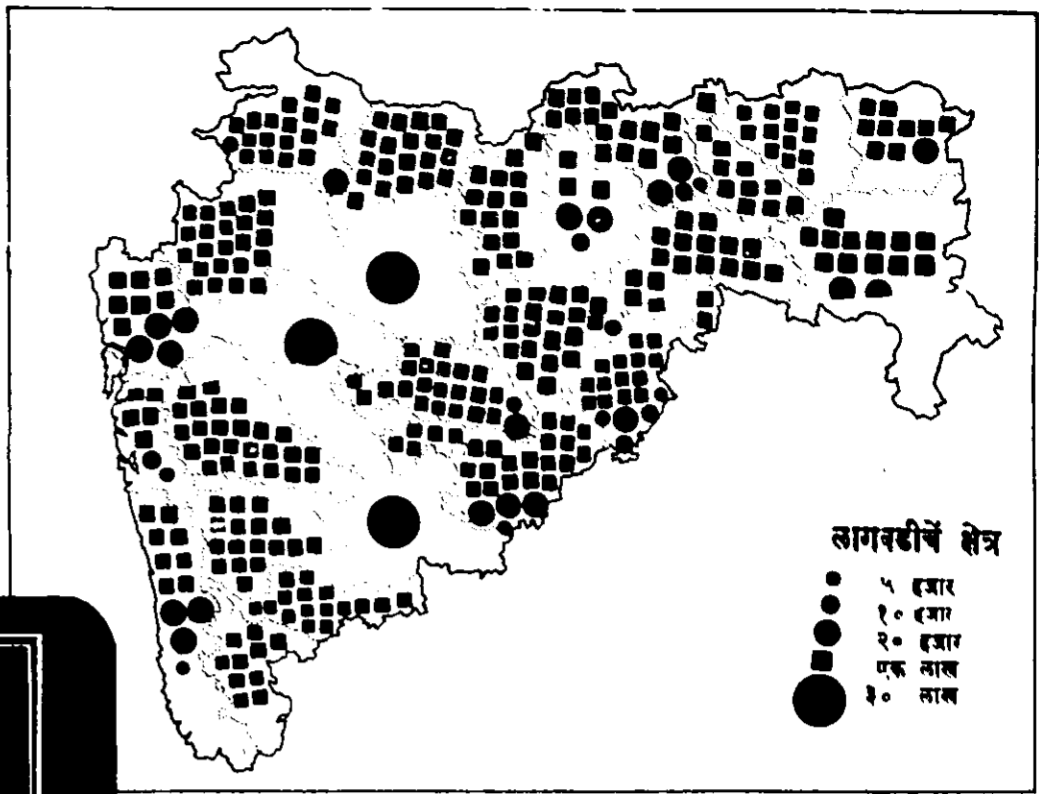 लागवडीचें क्षेत्र
५ हजार
१० हजार
२० हजार
एक लाख
३० लाख